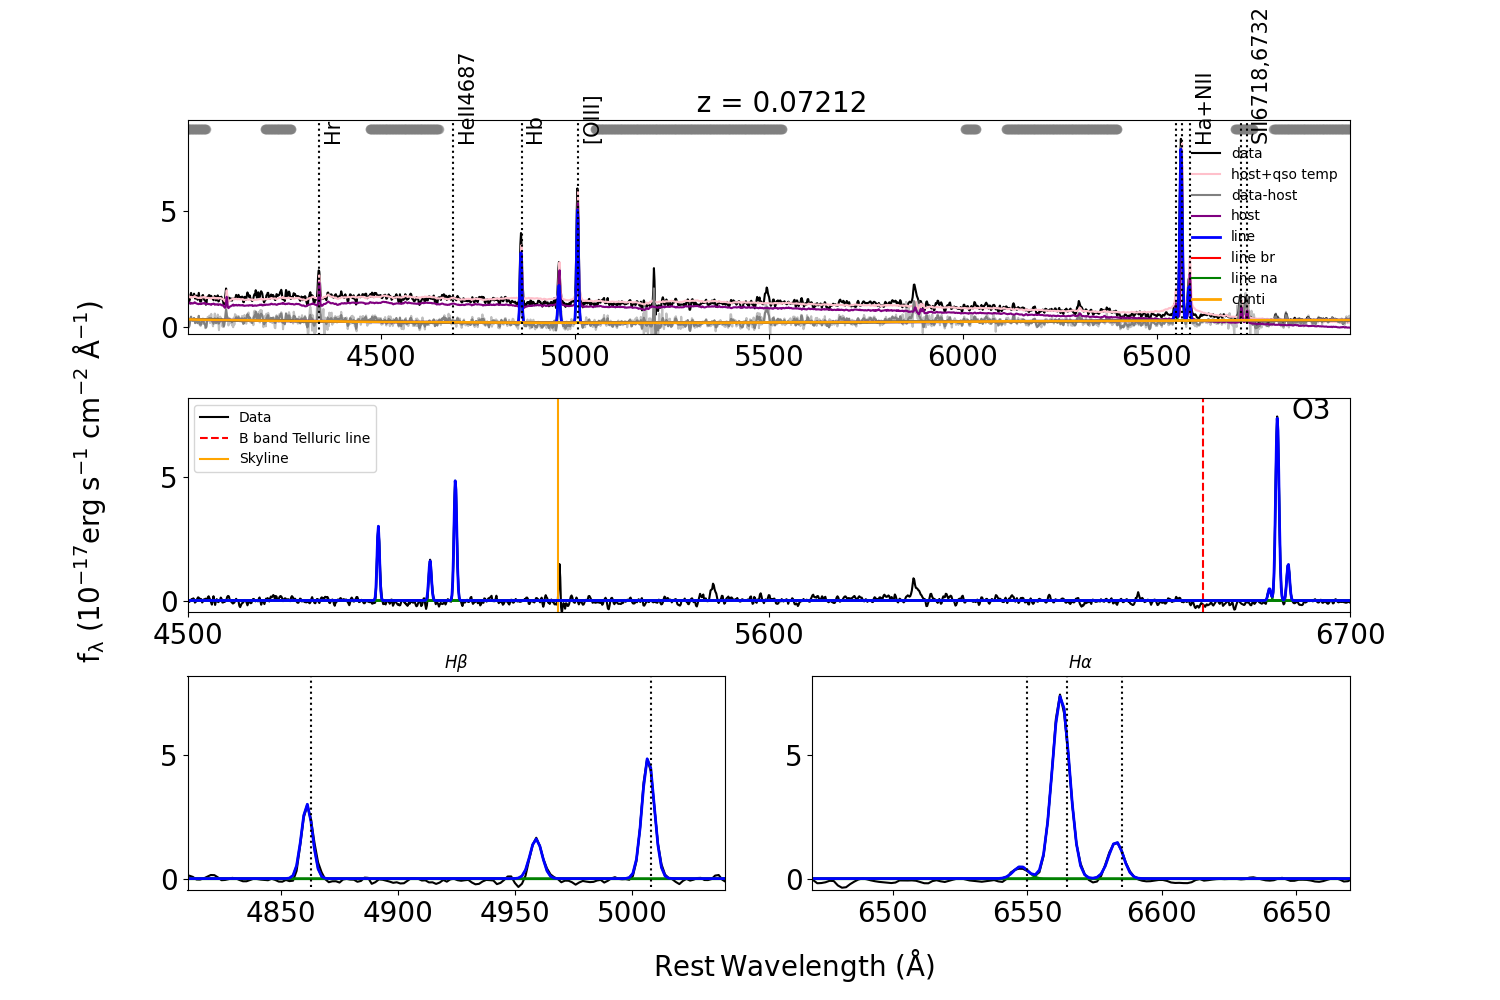 z = 0.07212
Hr
HeII4687
Hb
[OIII]
Ha+NII
SII6718,6732
data
host+qso temp
data-host
host
line
line br
line na
conti
5
0
4500
5000
5500
6000
6500
Data
B band Telluric line
Skyline
O3
5
0
4500
5600
6700
fλ (10−17erg s−1 cm−2 Å−1)
Hβ
5
0
4850
4900
4950
5000
Hα
5
0
6500
6550
6600
6650
Rest Wavelength (Å)